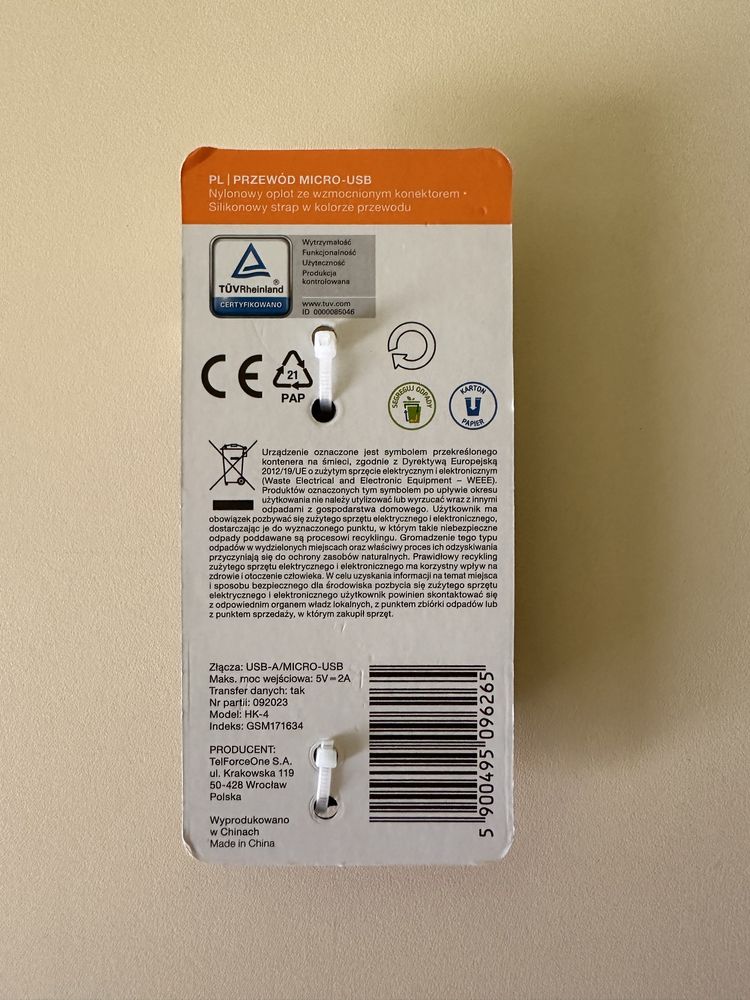 PL | PRZEWÓD MICRO-USB
Nylonowy oplot ze wzmocnionym konektorem •
Silikonowy strap w kolorze przewodu
TÜVRheinland®
CERTYFIKOWANO
Wytrzymałość
Funkcjonalność
Użyteczność
Produkcja
kontrolowana
www.tuv.com
ID 0000085046
CE
21
PAP
SEGREGUJ ODPADY
KARTON
PAPIER
Urządzenie oznaczone jest symbolem przekreślonego
kontenera na śmieci, zgodnie z Dyrektywą Europejską
2012/19/UE o zużytym sprzęcie elektrycznym i elektronicznym
(Waste Electrical and Electronic Equipment – WEEE).
Produktów oznaczonych tym symbolem po upływie okresu
użytkowania nie należy utylizować lub wyrzucać wraz z innymi
odpadami z gospodarstwa domowego. Użytkownik ma
obowiązek pozbywać się zużytego sprzętu elektrycznego i elektronicznego,
dostarczając je do wyznaczonego punktu, w którym takie niebezpieczne
odpady poddawane są procesowi recyklingu. Gromadzenie tego typu
odpadów w wydzielonych miejscach oraz właściwy proces ich odzyskiwania
przyczyniają się do ochrony zasobów naturalnych. Prawidłowy recykling
zużytego sprzętu elektrycznego i elektronicznego ma korzystny wpływ na
zdrowie i otoczenie człowieka. W celu uzyskania informacji na temat miejsca
i sposobu bezpiecznego dla środowiska pozbycia się zużytego sprzętu
elektrycznego i elektronicznego użytkownik powinien skontaktować się
z odpowiednim organem władz lokalnych, z punktem zbiórki odpadów lub
z punktem sprzedaży, w którym zakupił sprzęt.
Złącza: USB-A/MICRO-USB
Maks. moc wejściowa: 5V⎓2A
Transfer danych: tak
Nr partii: 092023
Model: HK-4
Indeks: GSM171634
PRODUCENT:
TelForceOne S.A.
ul. Krakowska 119
50-428 Wrocław
Polska
Wyprodukowano
w Chinach
Made in China
5 900495 096265